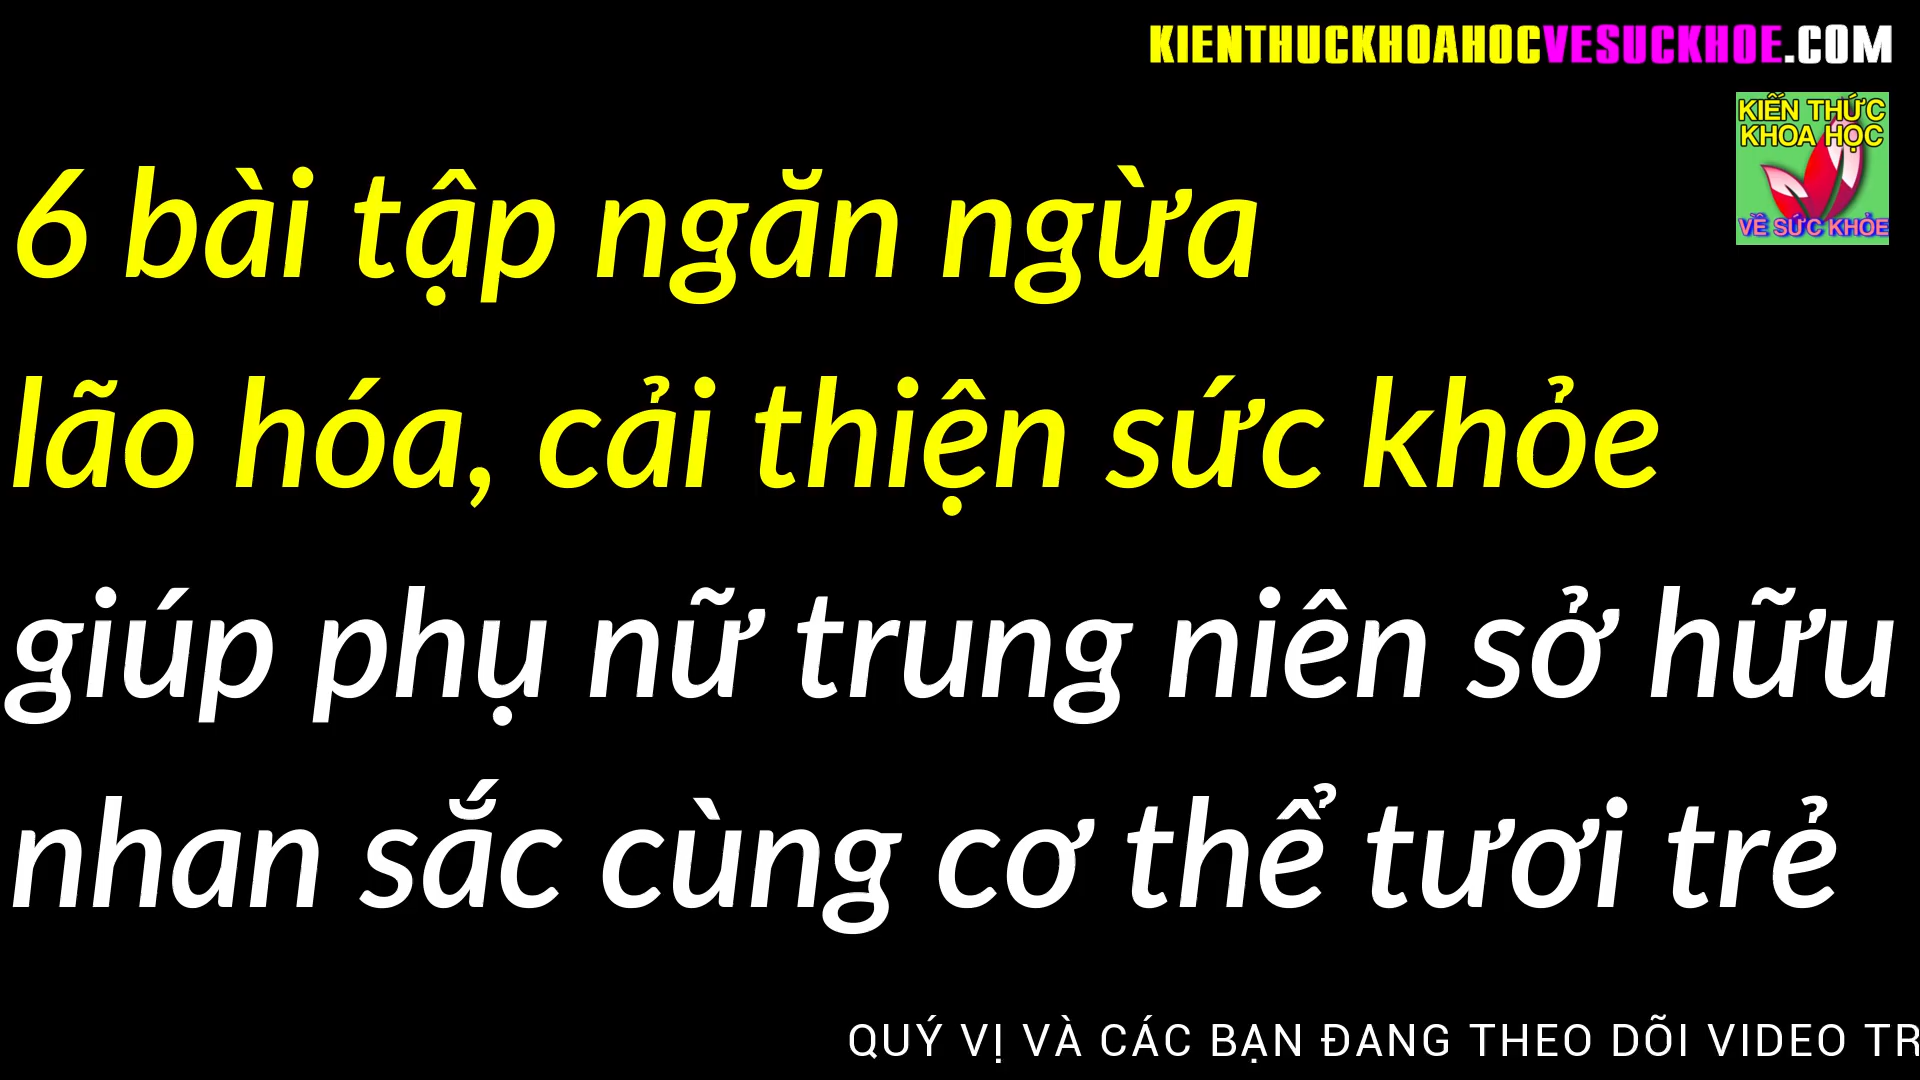 KIENTHUCKHOAHOCVESUCKHOE.COM
KIẾN THỨC
KHOA HỌC
VỀ SỨC KHỎE
6 bài tập ngăn ngừa
lão hóa, cải thiện sức khỏe
giúp phụ nữ trung niên sở hữu
nhan sắc cùng cơ thể tươi trẻ
QUÝ VỊ VÀ CÁC BẠN ĐANG THEO DÕI VIDEO TR